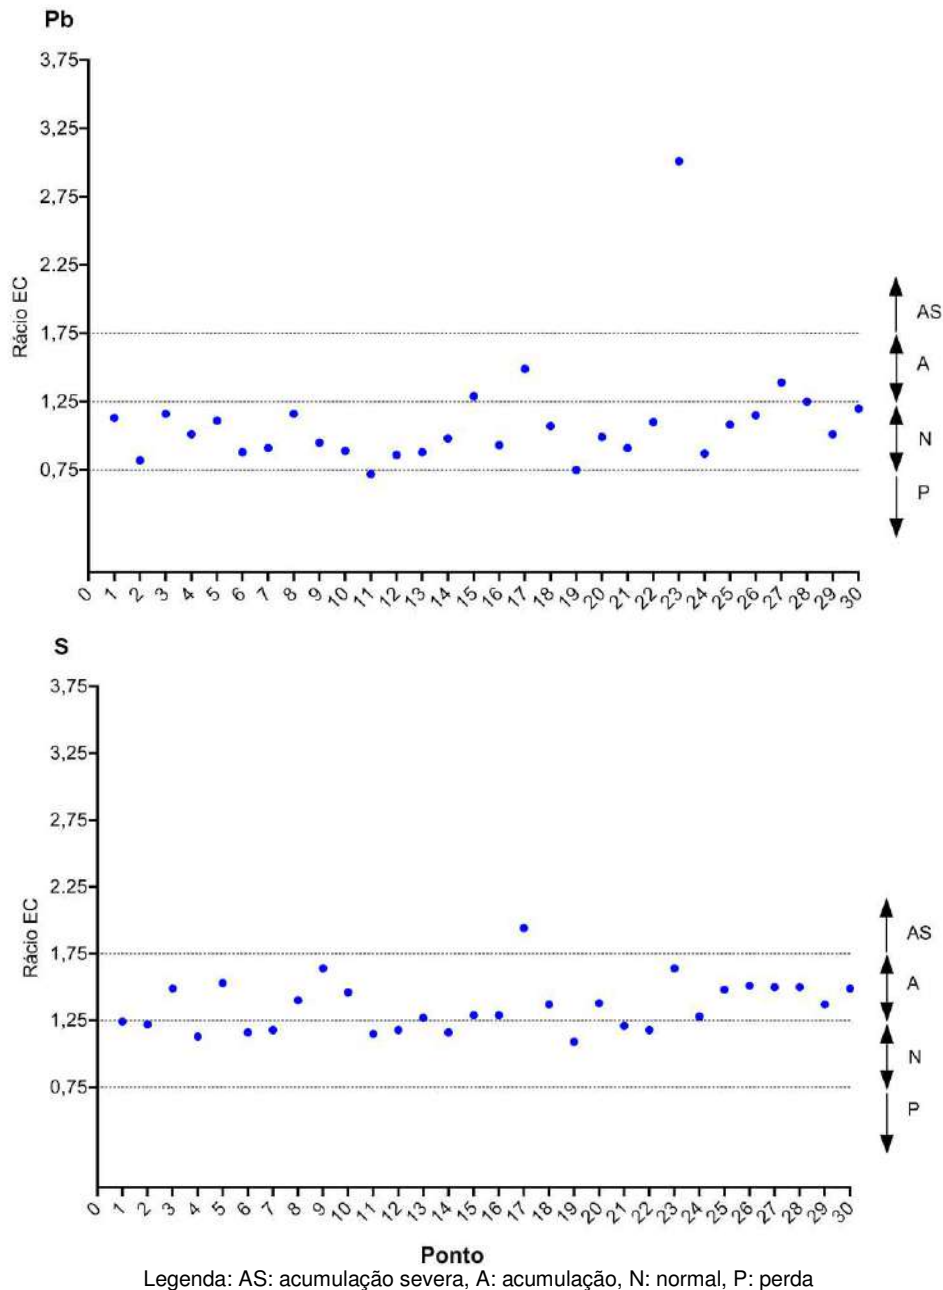 Pb
3,75
3,25
2,75
2.25
1,75
1,25
0,75
Rácio EC
AS
A
N
P
0 1 2 3 4 5 6 7 8 9 10 11 12 13 14 15 16 17 18 19 20 21 22 23 24 25 26 27 28 29 30
S
3,75
3,25
2,75
2.25
1,75
1,25
0,75
Rácio EC
AS
A
N
P
0 1 2 3 4 5 6 7 8 9 10 11 12 13 14 15 16 17 18 19 20 21 22 23 24 25 26 27 28 29 30
Ponto
Legenda: AS: acumulação severa, A: acumulação, N: normal, P: perda